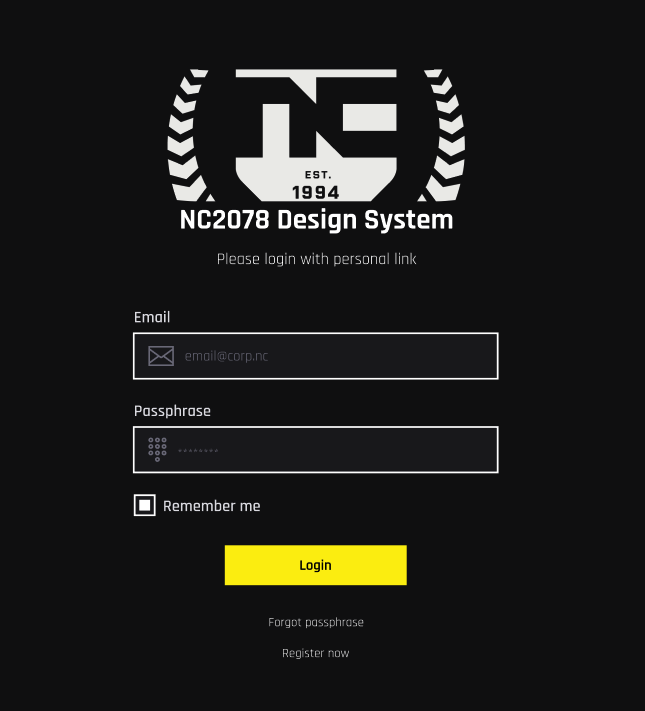 nc
EST.
1994
NC2078 Design System
Please login with personal link
Email
email@corp.nc
Passphrase
********
Remember me
Login
Forgot passphrase
Register now